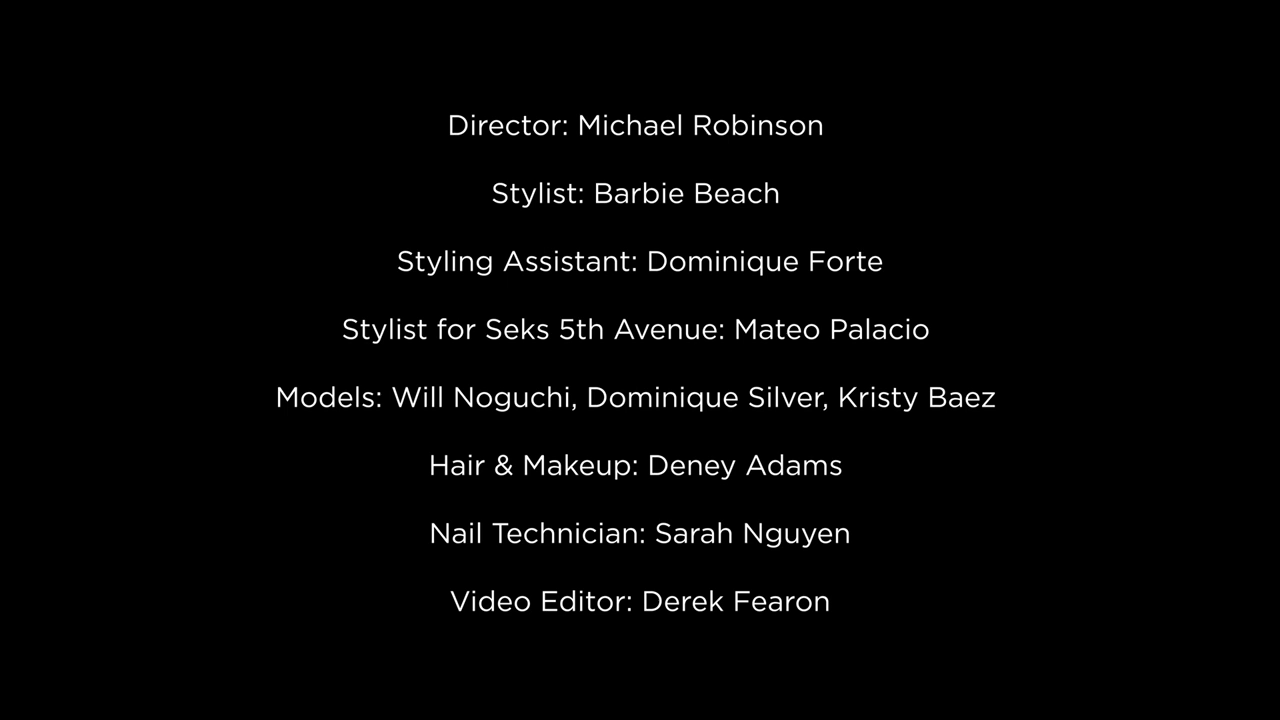 Director: Michael Robinson
Stylist: Barbie Beach
Styling Assistant: Dominique Forte
Stylist for Seks 5th Avenue: Mateo Palacio
Models: Will Noguchi, Dominique Silver, Kristy Baez
Hair & Makeup: Deney Adams
Nail Technician: Sarah Nguyen
Video Editor: Derek Fearon